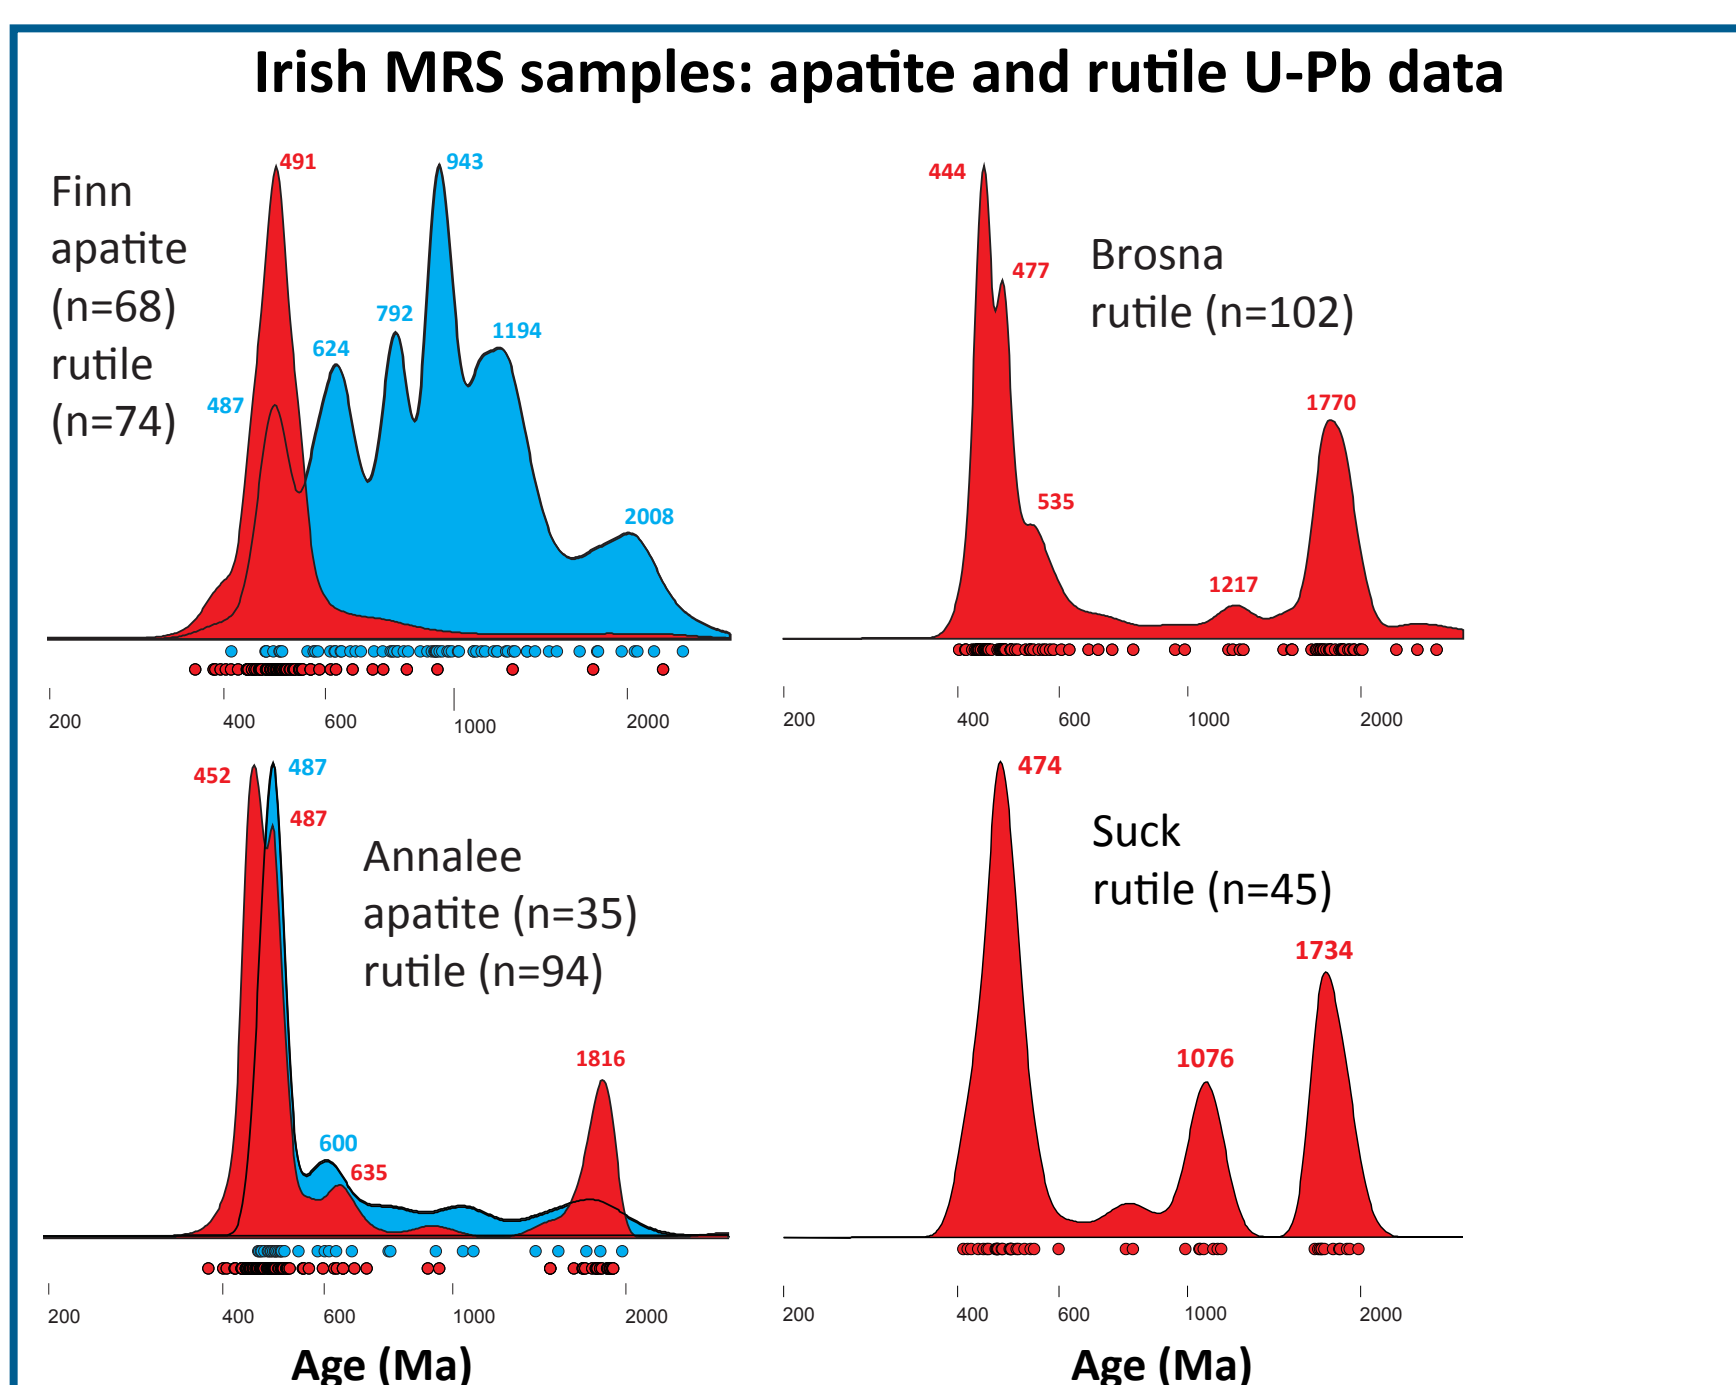 Irish MRS samples: apatite and rutile U-Pb data
Finn
apatite
(n=68)
rutile
(n=74)
491
943
487
624
792
1194
2008
200
400
600
1000
2000
Brosna
rutile (n=102)
444
477
535
1217
1770
200
400
600
1000
2000
Annalee
apatite (n=35)
rutile (n=94)
452
487
487
600
635
1816
200
400
600
1000
2000
Age (Ma)
Suck
rutile (n=45)
474
1076
1734
200
400
600
1000
2000
Age (Ma)